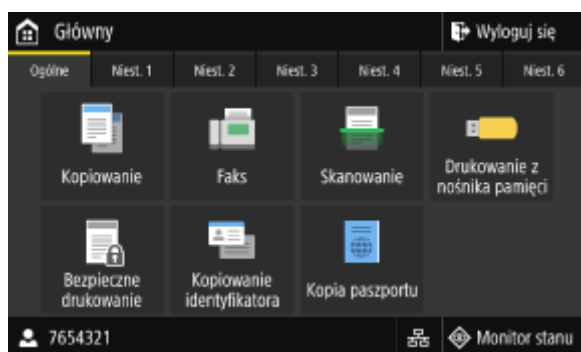 Główny
Wyloguj się
Ogólne Niest. 1 Niest. 2 Niest. 3 Niest. 4 Niest. 5 Niest. 6
Kopiowanie
Faks
Skanowanie
Drukowanie z
nośnika pamięci
Bezpieczne
drukowanie
Kopiowanie
identyfikatora
Kopia paszportu
7654321
Monitor stanu